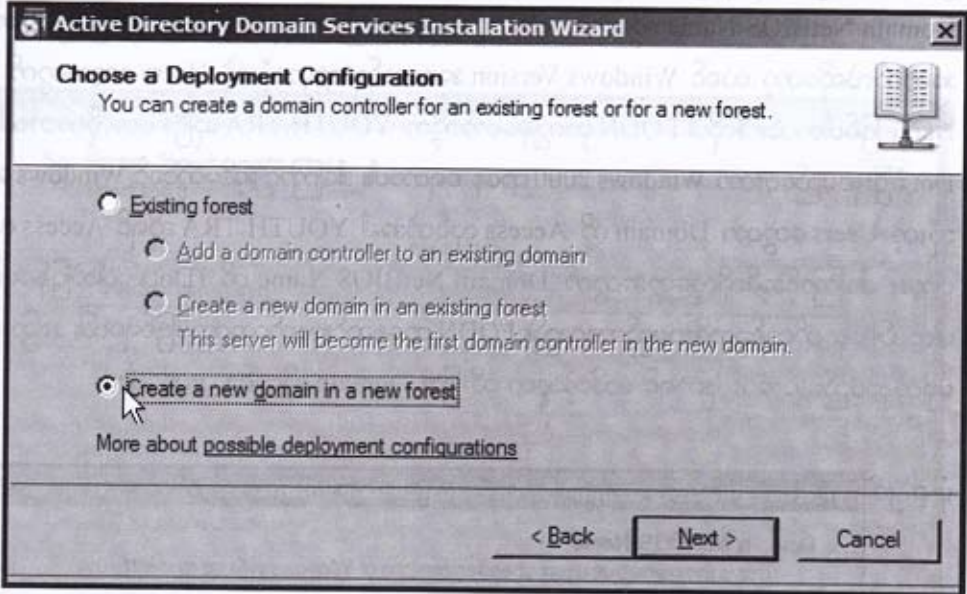 Active Directory Domain Services Installation Wizard
Choose a Deployment Configuration
You can create a domain controller for an existing forest or for a new forest.
Existing forest
Add a domain controller to an existing domain
Create a new domain in an existing forest
This server will become the first domain controller in the new domain.
Create a new domain in a new forest
More about possible deployment configurations
< Back
Next >
Cancel